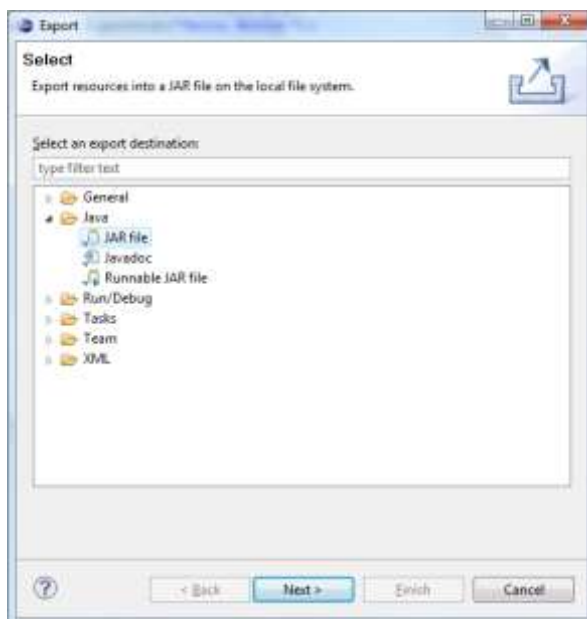 Export
Select
Export resources into a JAR file on the local file system.
Select an export destination:
type filter text
General
Java
JAR file
Javadoc
Runnable JAR file
Run/Debug
Tasks
Team
XML
?
< Back
Next >
Finish
Cancel